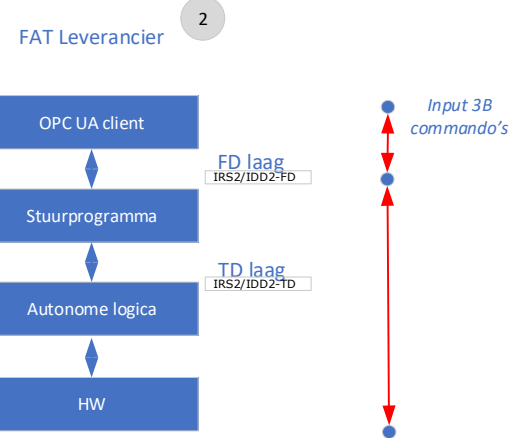 2
FAT Leverancier
OPC UA client
Input 3B
commando's
FD laag
IRS2/IDD2-FD
Stuurprogramma
TD laag
IRS2/IDD2-TD
Autonome logica
HW